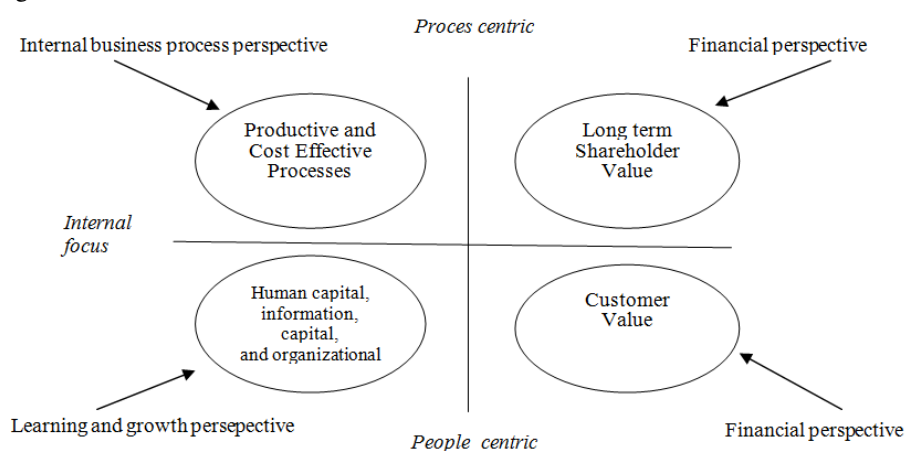 Proces centric
Internal business process perspective
Financial perspective
Productive and
Cost Effective
Processes
Long term
Shareholder
Value
Internal
focus
Human capital,
information,
capital,
and organizational
Customer
Value
Learning and growth persepective
Financial perspective
People centric